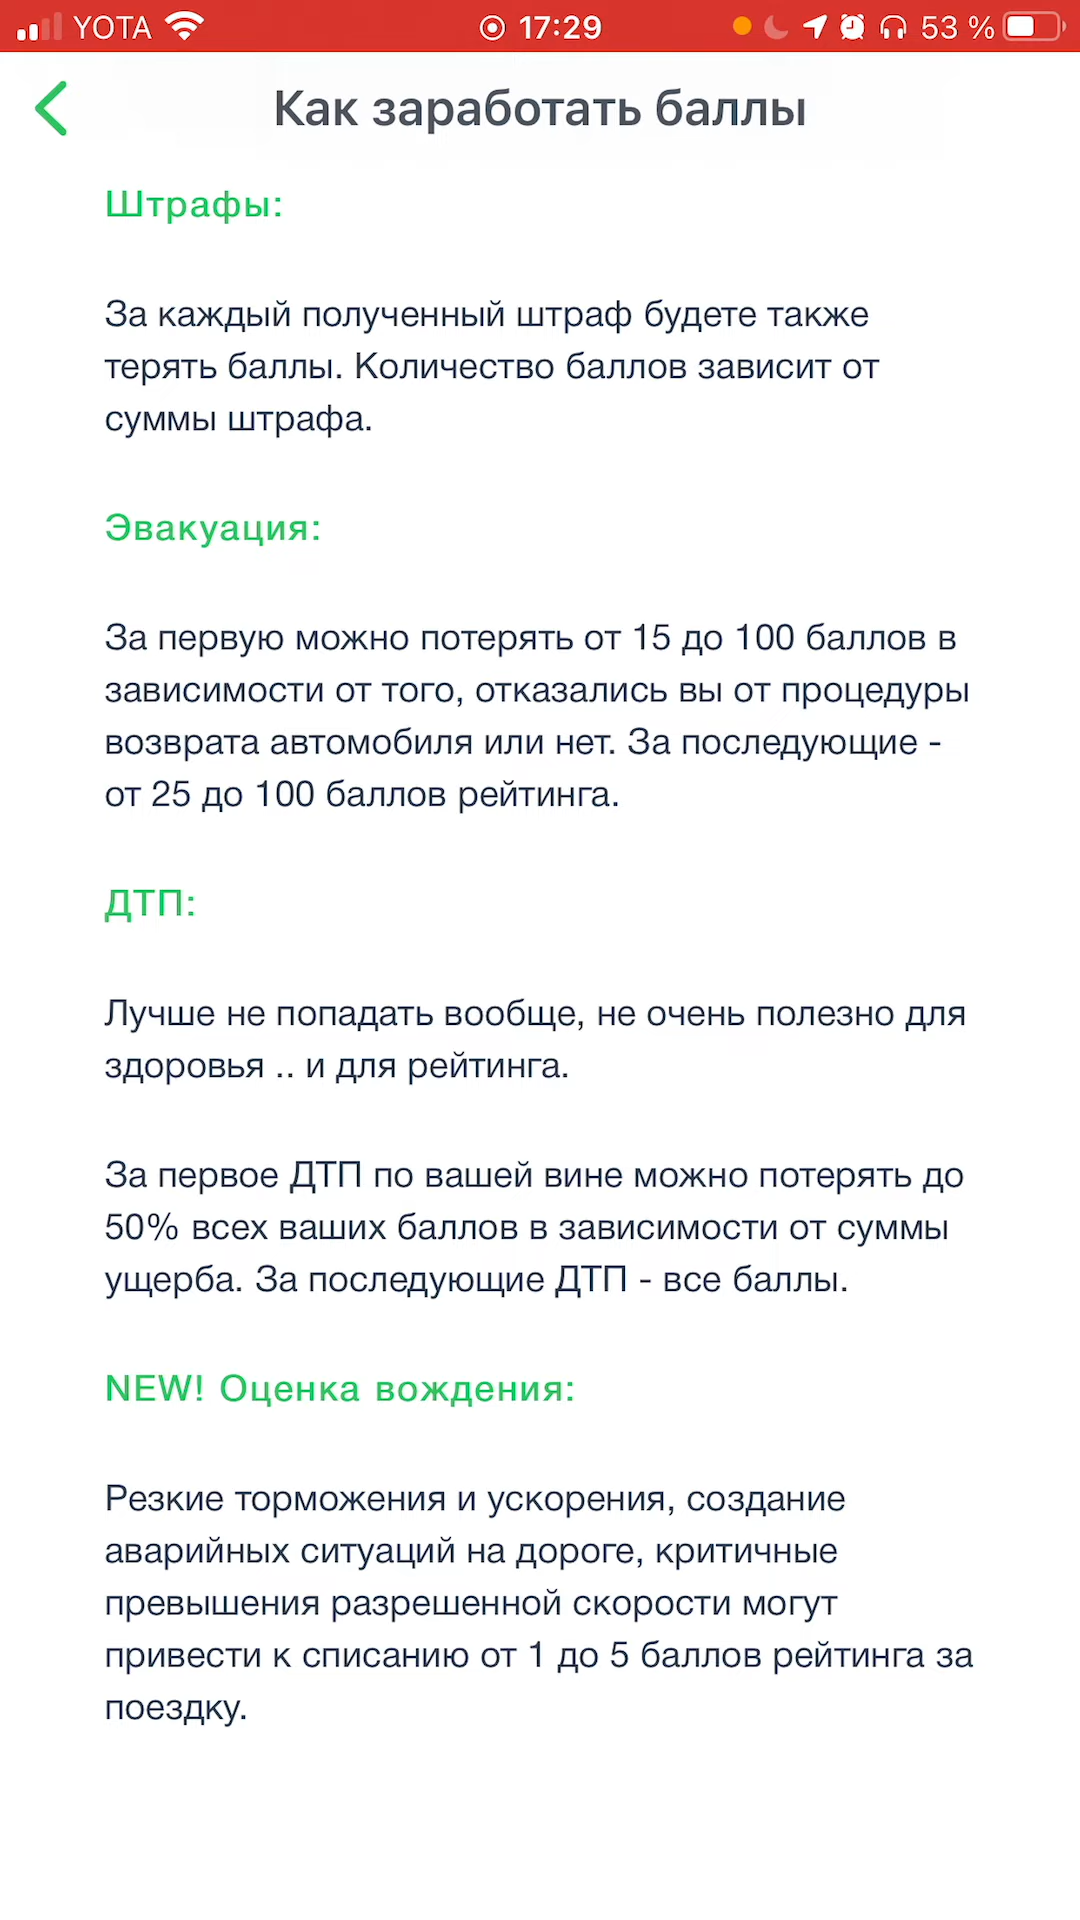 YOTA 17:29 53 %
Как заработать баллы
Штрафы:
За каждый полученный штраф будете также
терять баллы. Количество баллов зависит от
суммы штрафа.
Эвакуация:
За первую можно потерять от 15 до 100 баллов в
зависимости от того, отказались вы от процедуры
возврата автомобиля или нет. За последующие -
от 25 до 100 баллов рейтинга.
ДТП:
Лучше не попадать вообще, не очень полезно для
здоровья .. и для рейтинга.
За первое ДТП по вашей вине можно потерять до
50% всех ваших баллов в зависимости от суммы
ущерба. За последующие ДТП - все баллы.
NEW! Оценка вождения:
Резкие торможения и ускорения, создание
аварийных ситуаций на дороге, критичные
превышения разрешенной скорости могут
привести к списанию от 1 до 5 баллов рейтинга за
поездку.